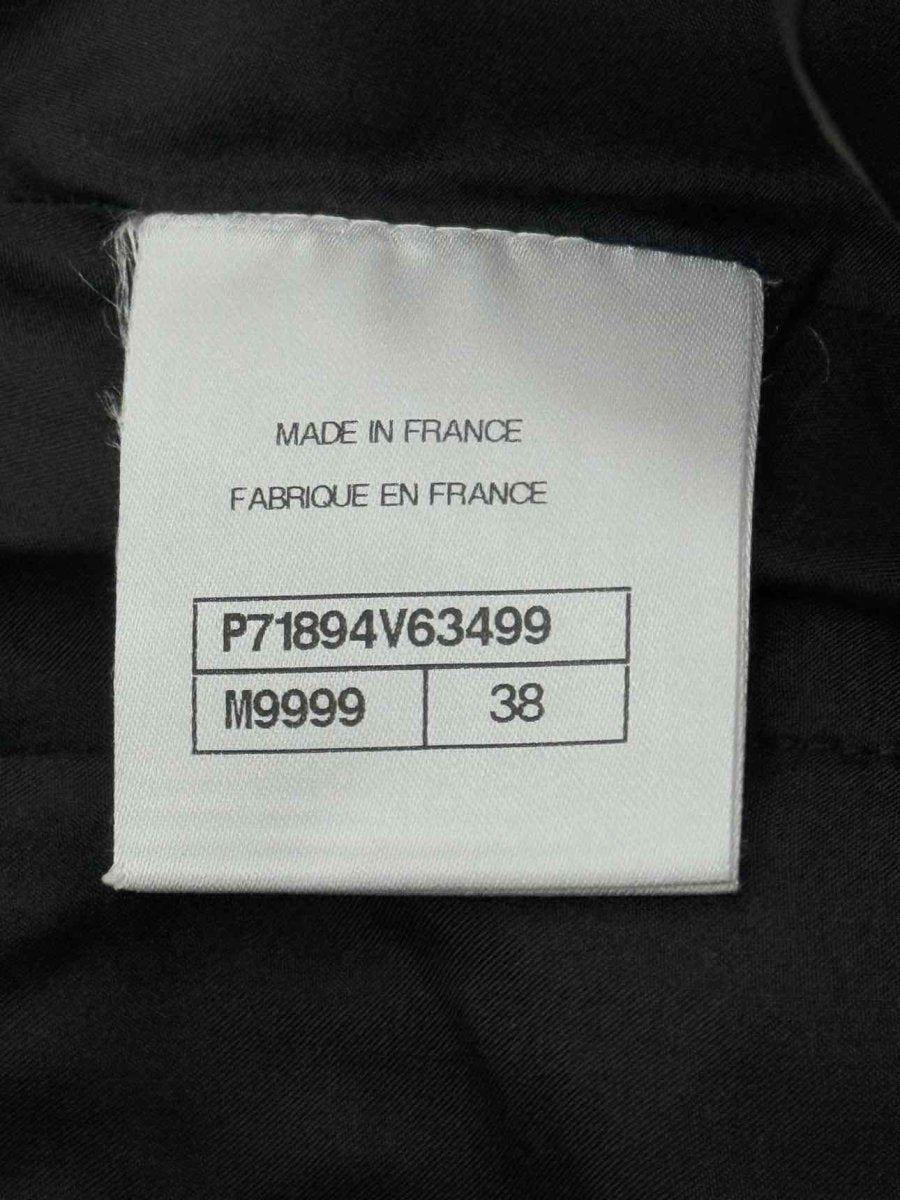 MADE IN FRANCE
FABRIQUE EN FRANCE
P71894V63499
M9999 38